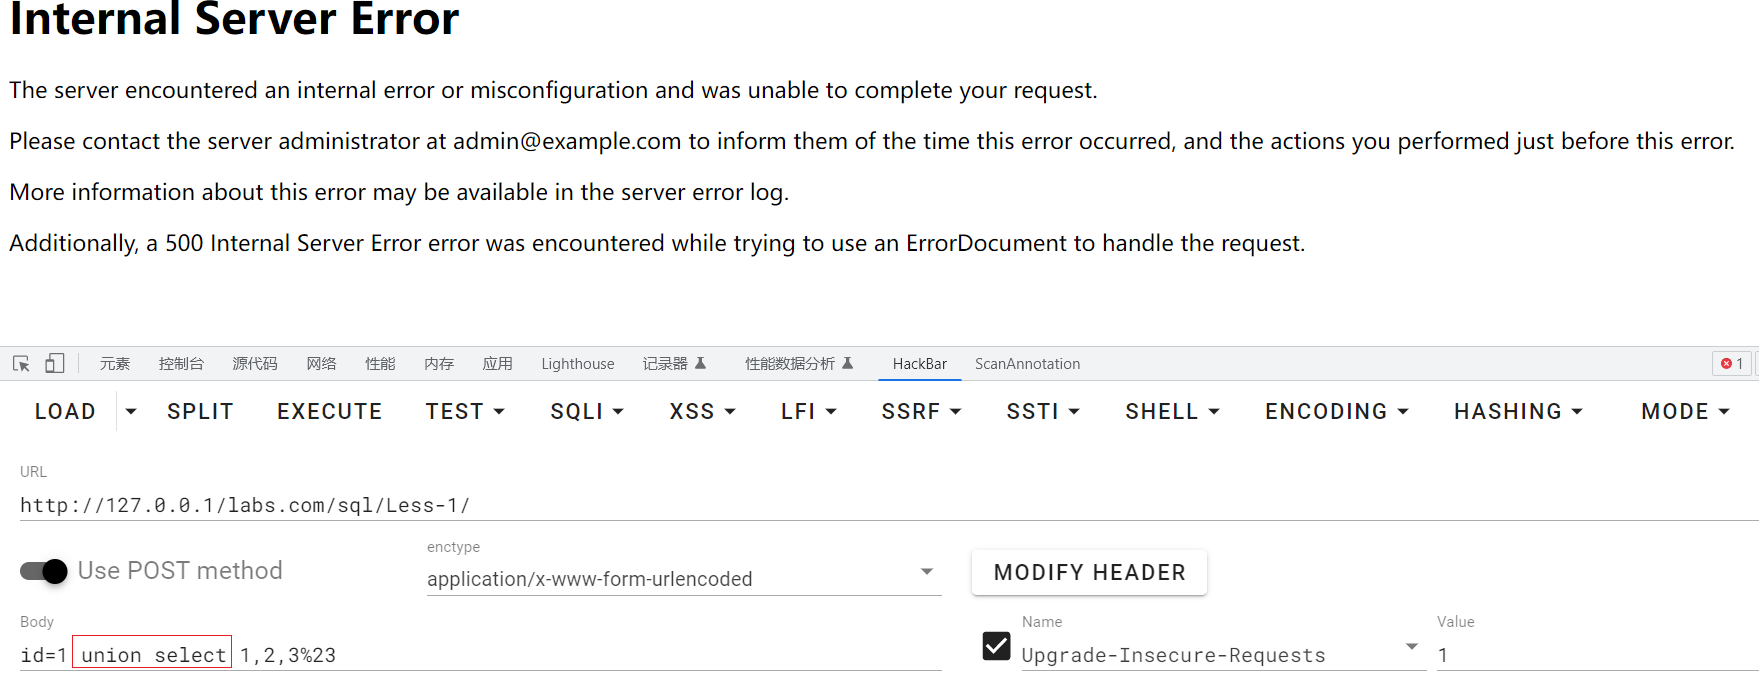 Internal Server Error
The server encountered an internal error or misconfiguration and was unable to complete your request.
Please contact the server administrator at admin@example.com to inform them of the time this error occurred, and the actions you performed just before this error.
More information about this error may be available in the server error log.
Additionally, a 500 Internal Server Error error was encountered while trying to use an ErrorDocument to handle the request.
元素 控制台 源代码 网络 性能 内存 应用 Lighthouse 记录器 性能数据分析 HackBar ScanAnnotation 1
LOAD SPLIT EXECUTE TEST SQLI XSS LFI SSRF SSTI SHELL ENCODING HASHING MODE
URL
http://127.0.0.1/labs.com/sql/Less-1/
Use POST method
enctype
application/x-www-form-urlencoded
MODIFY HEADER
Body
id=1 union select 1,2,3%23
Name
Upgrade-Insecure-Requests
Value
1